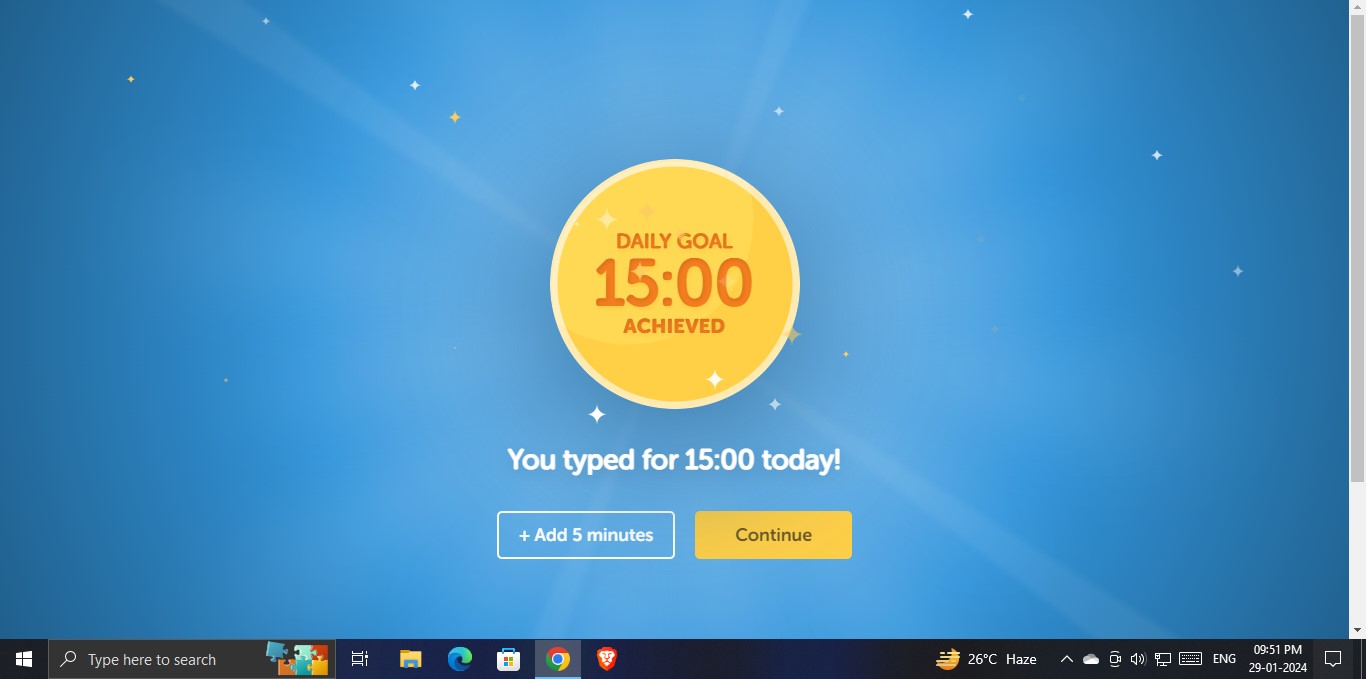 DAILY GOAL
15:00
ACHIEVED
You typed for 15:00 today!
+ Add 5 minutes
Continue
Type here to search
26°C Haze
ENG
09:51 PM
29-01-2024